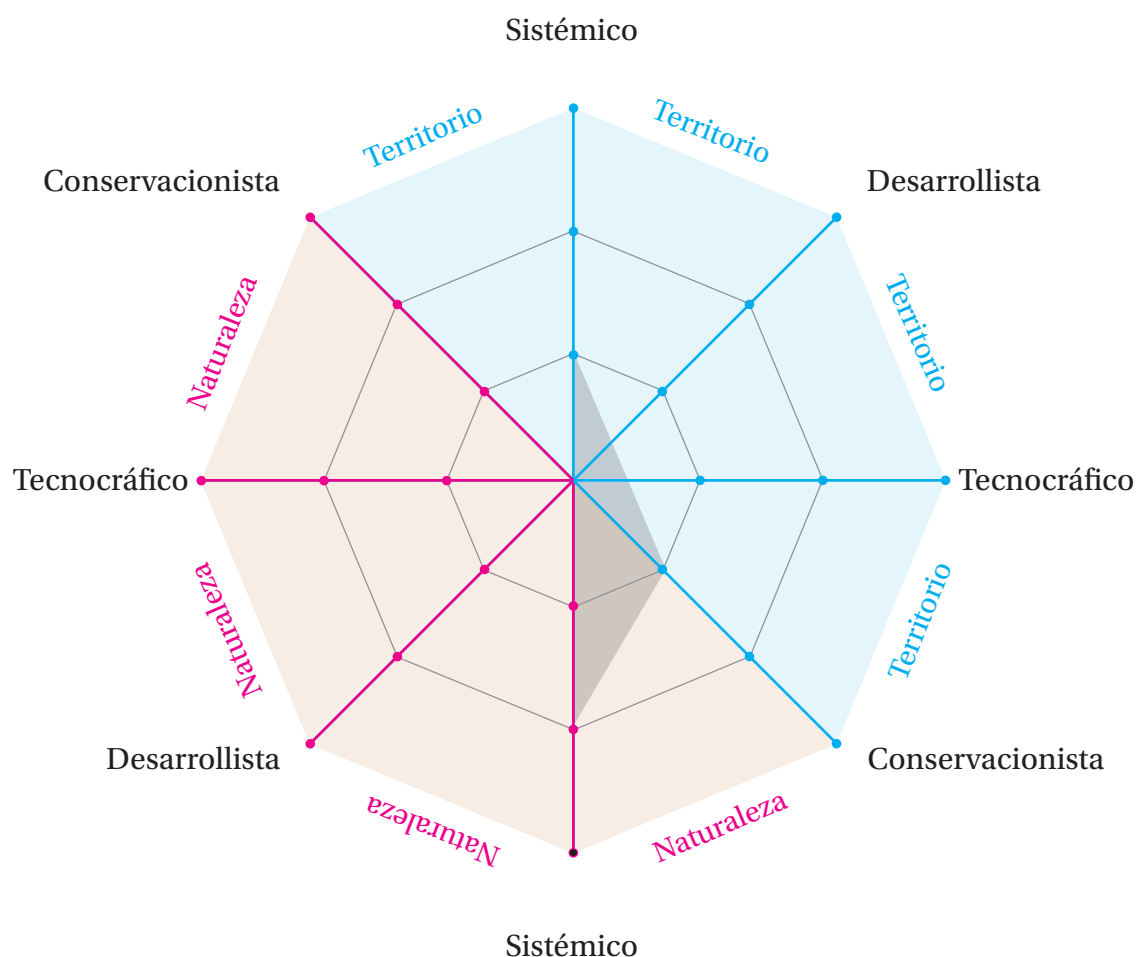 Sistémico
Territorio
Territorio
Conservacionista
Desarrollista
Naturaleza
Territorio
Tecnocráfico
Tecnocráfico
Naturaleza
Territorio
Desarrollista
Conservacionista
Naturaleza
Naturaleza
Sistémico